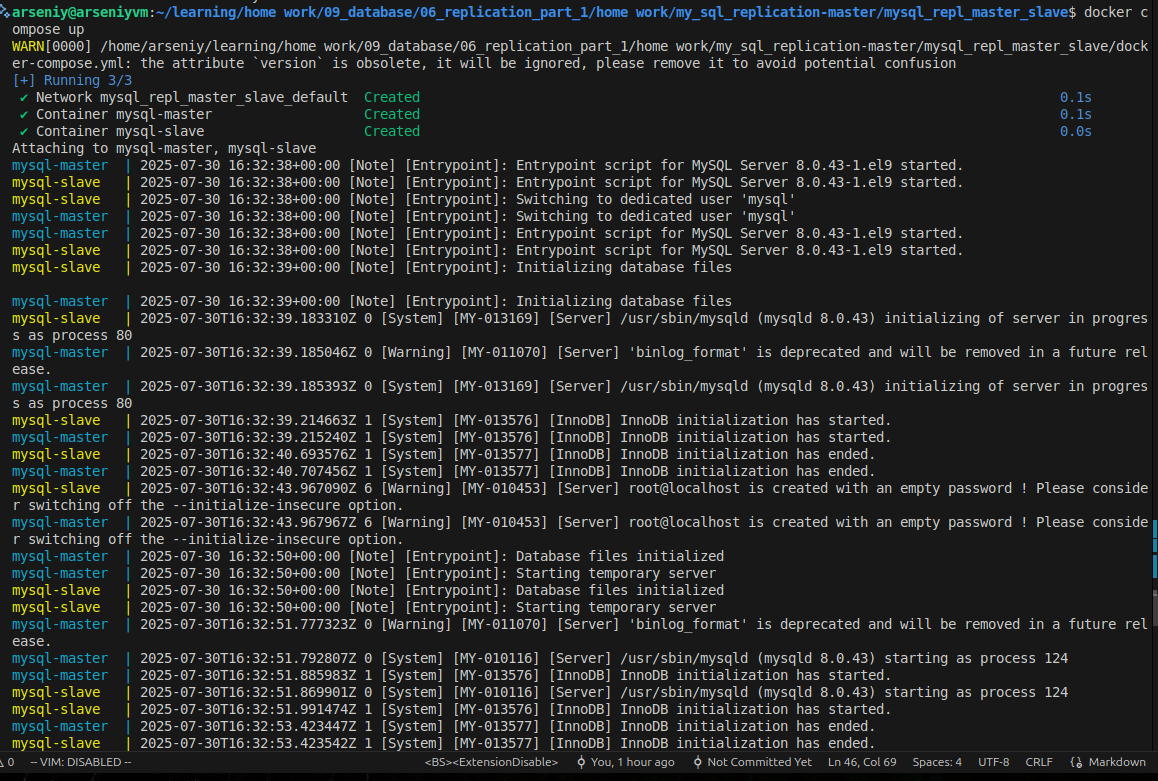 arseniy@arseniyvm:~/learning/home work/09_database/06_replication_part_1/home work/my_sql_replication-master/mysql_repl_master_slave$ docker c
ompose up
WARN[0000] /home/arseniy/learning/home work/09_database/06_replication_part_1/home work/my_sql_replication-master/mysql_repl_master_slave/dock
er-compose.yml: the attribute `version` is obsolete, it will be ignored, please remove it to avoid potential confusion
[+] Running 3/3
✔ Network mysql_repl_master_slave_default  Created 0.1s
✔ Container mysql-master Created 0.1s
✔ Container mysql-slave Created 0.0s
Attaching to mysql-master, mysql-slave
mysql-master  | 2025-07-30 16:32:38+00:00 [Note] [Entrypoint]: Entrypoint script for MySQL Server 8.0.43-1.el9 started.
mysql-slave   | 2025-07-30 16:32:38+00:00 [Note] [Entrypoint]: Entrypoint script for MySQL Server 8.0.43-1.el9 started.
mysql-slave   | 2025-07-30 16:32:38+00:00 [Note] [Entrypoint]: Switching to dedicated user 'mysql'
mysql-master  | 2025-07-30 16:32:38+00:00 [Note] [Entrypoint]: Switching to dedicated user 'mysql'
mysql-master  | 2025-07-30 16:32:38+00:00 [Note] [Entrypoint]: Entrypoint script for MySQL Server 8.0.43-1.el9 started.
mysql-slave   | 2025-07-30 16:32:38+00:00 [Note] [Entrypoint]: Entrypoint script for MySQL Server 8.0.43-1.el9 started.
mysql-slave   | 2025-07-30 16:32:39+00:00 [Note] [Entrypoint]: Initializing database files
mysql-master  | 2025-07-30 16:32:39+00:00 [Note] [Entrypoint]: Initializing database files
mysql-slave   | 2025-07-30T16:32:39.183310Z 0 [System] [MY-013169] [Server] /usr/sbin/mysqld (mysqld 8.0.43) initializing of server in progres
s as process 80
mysql-master  | 2025-07-30T16:32:39.185046Z 0 [Warning] [MY-011070] [Server] 'binlog_format' is deprecated and will be removed in a future rel
ease.
mysql-master  | 2025-07-30T16:32:39.185393Z 0 [System] [MY-013169] [Server] /usr/sbin/mysqld (mysqld 8.0.43) initializing of server in progres
s as process 80
mysql-slave   | 2025-07-30T16:32:39.214663Z 1 [System] [MY-013576] [InnoDB] InnoDB initialization has started.
mysql-master  | 2025-07-30T16:32:39.215240Z 1 [System] [MY-013576] [InnoDB] InnoDB initialization has started.
mysql-slave   | 2025-07-30T16:32:40.693576Z 1 [System] [MY-013577] [InnoDB] InnoDB initialization has ended.
mysql-master  | 2025-07-30T16:32:40.707456Z 1 [System] [MY-013577] [InnoDB] InnoDB initialization has ended.
mysql-slave   | 2025-07-30T16:32:43.967090Z 6 [Warning] [MY-010453] [Server] root@localhost is created with an empty password ! Please conside
r switching off the --initialize-insecure option.
mysql-master  | 2025-07-30T16:32:43.967967Z 6 [Warning] [MY-010453] [Server] root@localhost is created with an empty password ! Please conside
r switching off the --initialize-insecure option.
mysql-master  | 2025-07-30 16:32:50+00:00 [Note] [Entrypoint]: Database files initialized
mysql-master  | 2025-07-30 16:32:50+00:00 [Note] [Entrypoint]: Starting temporary server
mysql-slave   | 2025-07-30 16:32:50+00:00 [Note] [Entrypoint]: Database files initialized
mysql-slave   | 2025-07-30 16:32:50+00:00 [Note] [Entrypoint]: Starting temporary server
mysql-master  | 2025-07-30T16:32:51.777323Z 0 [Warning] [MY-011070] [Server] 'binlog_format' is deprecated and will be removed in a future rel
ease.
mysql-master  | 2025-07-30T16:32:51.792807Z 0 [System] [MY-010116] [Server] /usr/sbin/mysqld (mysqld 8.0.43) starting as process 124
mysql-master  | 2025-07-30T16:32:51.885983Z 1 [System] [MY-013576] [InnoDB] InnoDB initialization has started.
mysql-slave   | 2025-07-30T16:32:51.869901Z 0 [System] [MY-010116] [Server] /usr/sbin/mysqld (mysqld 8.0.43) starting as process 124
mysql-slave   | 2025-07-30T16:32:51.991474Z 1 [System] [MY-013576] [InnoDB] InnoDB initialization has started.
mysql-master  | 2025-07-30T16:32:53.423447Z 1 [System] [MY-013577] [InnoDB] InnoDB initialization has ended.
mysql-slave   | 2025-07-30T16:32:53.423542Z 1 [System] [MY-013577] [InnoDB] InnoDB initialization has ended.
0 -- VIM: DISABLED -- <BS><ExtensionDisable> You, 1 hour ago Not Committed Yet Ln 46, Col 69 Spaces: 4 UTF-8 CRLF Markdown